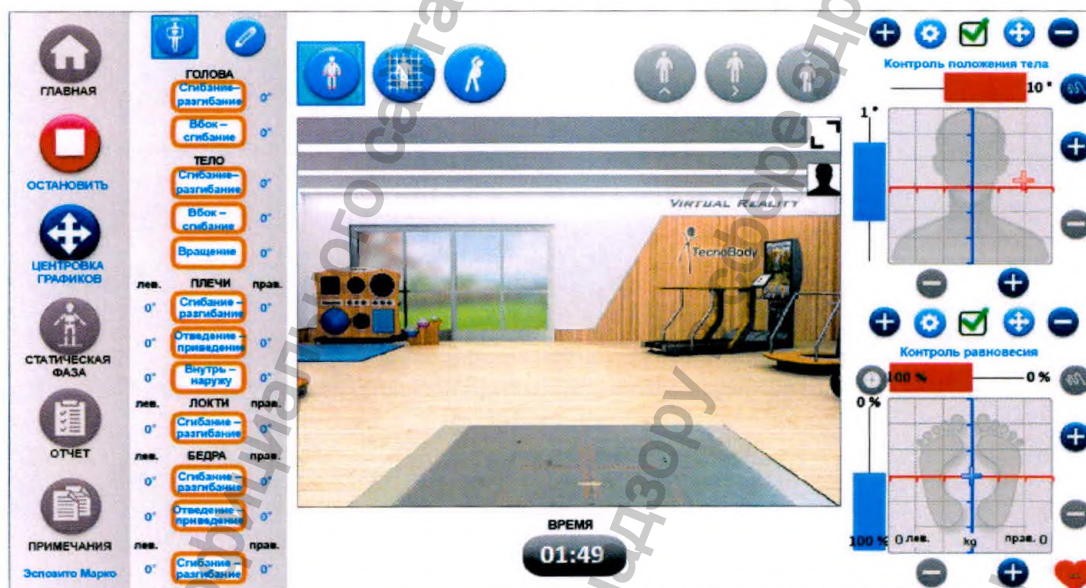 ГЛАВНАЯ
ОСТАНОВИТЬ
ЦЕНТРОВКА
ГРАФИКОВ
СТАТИЧЕСКАЯ
ФАЗА
ОТЧЕТ
ПРИМЕЧАНИЯ
Эспозито Марко
ГОЛОВА
Сгибание–
разгибание 0°
Вбок –
сгибание 0°
ТЕЛО
Сгибание–
разгибание 0°
Вбок –
сгибание 0°
Вращение 0°
лев. ПЛЕЧИ прав.
0° Сгибание –
разгибание 0°
0° Отведение –
приведение 0°
0° Внутрь –
наружу 0°
лев. ЛОКТИ прав.
0° Сгибание –
разгибание 0°
лев. БЕДРА прав.
0° Сгибание –
разгибание 0°
0° Отведение –
приведение 0°
лев. прав.
0° Сгибание –
разгибание 0°
VIRTUAL REALITY
TecnoBody
ВРЕМЯ
01:49
Контроль положения тела
10 °
1 °
Контроль равновесия
100 % 0 %
0 %
100 % 0 лев. kg прав. 0